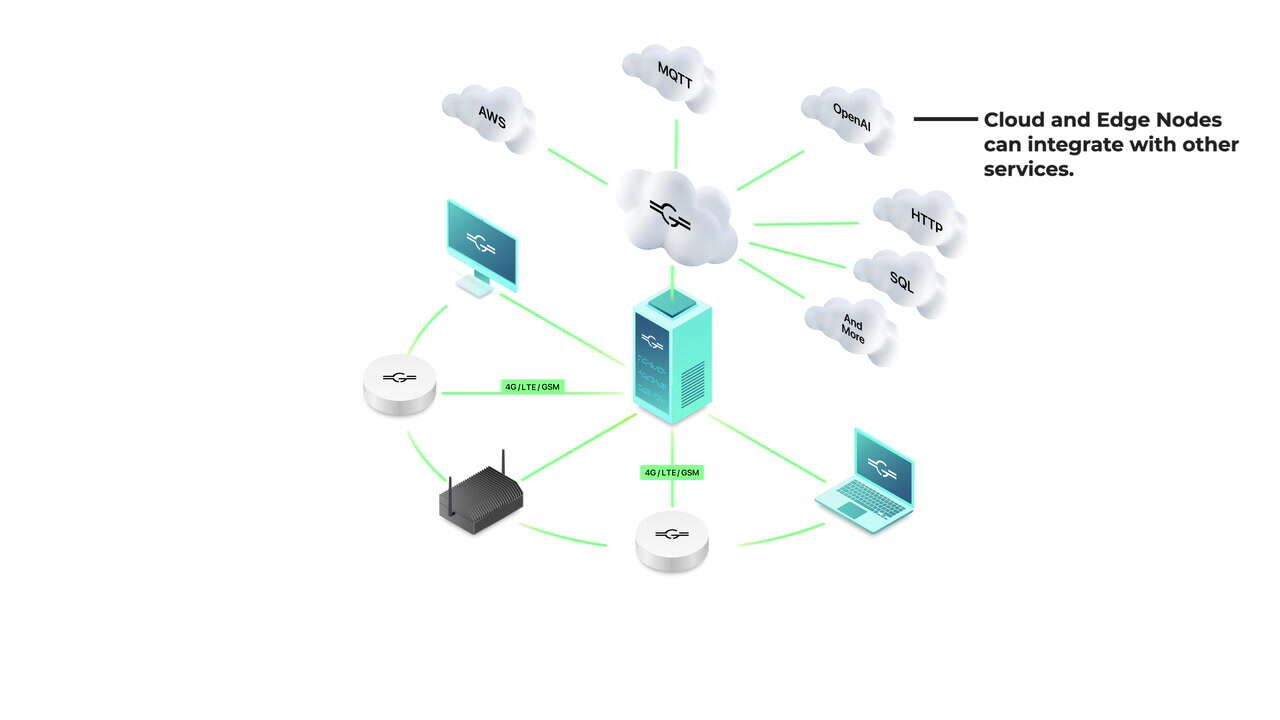 MQTT
AWS
OpenAI
Cloud and Edge Nodes
can integrate with other
services.
HTTP
SQL
And
More
4G/LTE/GSM
4G/LTE/GSM